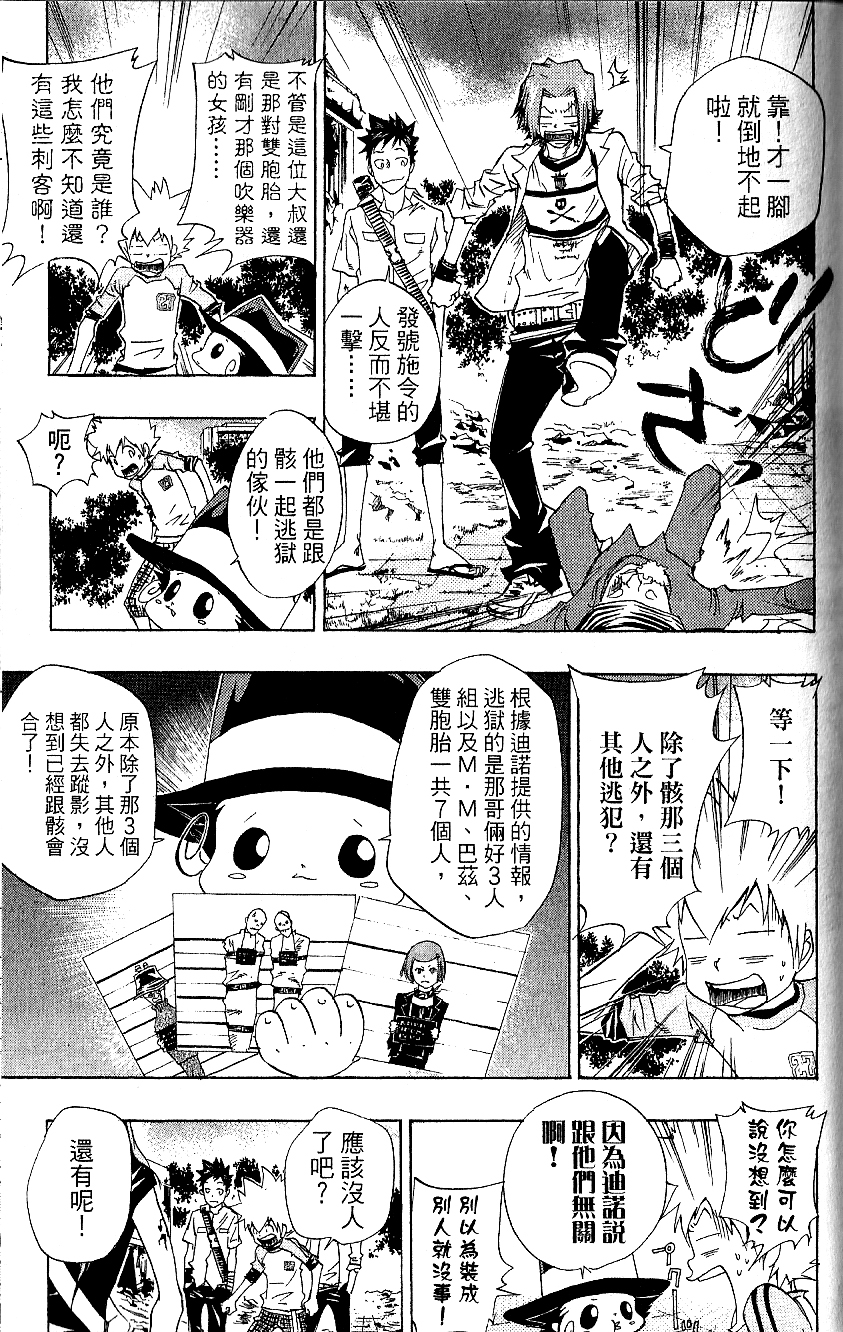 靠！才一腳
就倒地不起
啦！
發號施令的
人反而不堪
一擊……
ビ
さっ
不管是這位大叔還
是那對雙胞胎，還
有剛才那個吹樂器
的女孩……
他們究竟是誰？
我怎麼不知道還
有這些刺客啊！
他們都是跟
骸一起逃獄
的傢伙！
呃？
等一下！
除了骸那三個
人之外，還有
其他逃犯？
根據迪諾提供的情報，
逃獄的是那哥倆好3人
組以及M．M、巴茲、
雙胞胎一共7個人，
原本除了那3個
人之外，其他人
都失去蹤影，沒
想到已經跟骸會
合了！
你怎麼可以
說沒想到？
因為迪諾說
跟他們無關
啊！
別以為裝成
別人就沒事！
應該沒人
了吧？
還有呢！